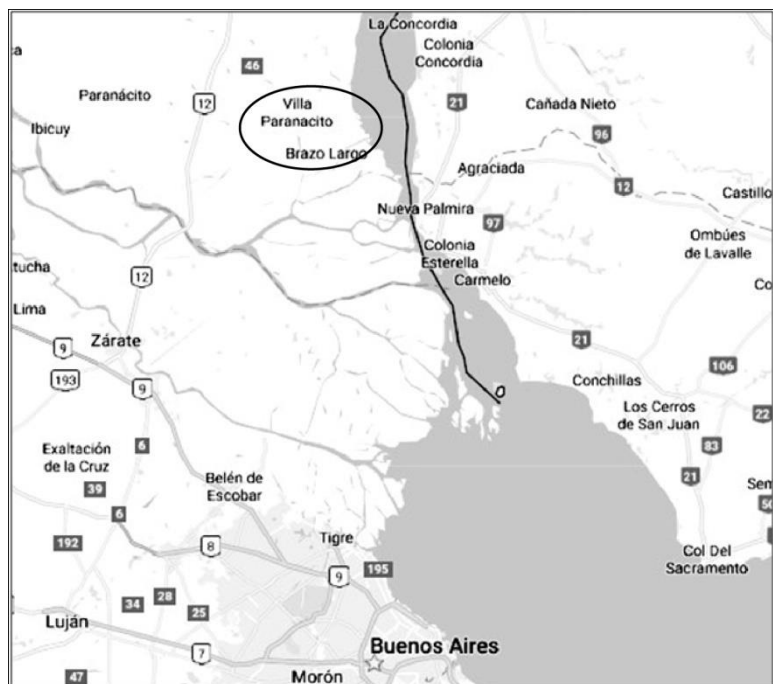 La Concordia
Colonia
Concordia
46
Paranácito
12
Villa
Paranacito
21
Cañada Nieto
Ibicuy
96
Brazo Largo
Agraciada
12
Castillo
Nueva Palmira
97
Ombúes
de Lavalle
Colonia
Esterella
12
Carmelo
Co
Lima
Zárate
9
21
106
193
9
Conchillas
Los Cerros
de San Juan
22
Exaltación
de la Cruz
6
83
39
Belén de
Escobar
21
Sem
6
192
8
Tigre
9
195
Col Del
Sacramento
34
28
25
Luján
7
Buenos Aires
47
Morón